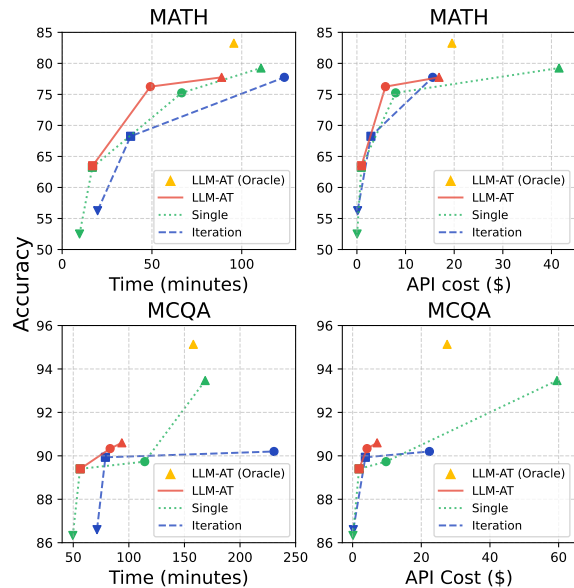 MATH
MATH
85
80
75
70
65
60
55
50
0
50
100
Time (minutes)
LLM-AT (Oracle)
LLM-AT
Single
Iteration
85
80
75
70
65
60
55
50
0
10
20
30
40
API cost ($)
LLM-AT (Oracle)
LLM-AT
Single
Iteration
Accuracy
MCQA
MCQA
96
94
92
90
88
86
50
100
150
200
250
Time (minutes)
LLM-AT (Oracle)
LLM-AT
Single
Iteration
96
94
92
90
88
86
0
20
40
60
API Cost ($)
LLM-AT (Oracle)
LLM-AT
Single
Iteration